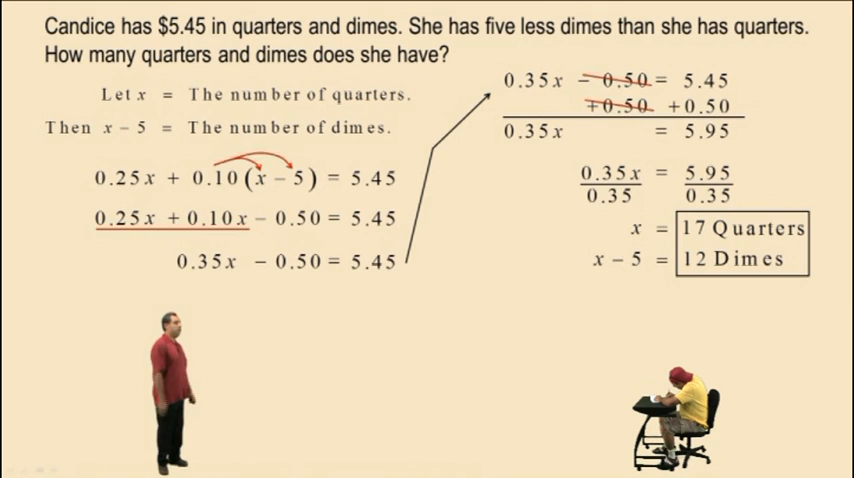 Candice has $5.45 in quarters and dimes. She has five less dimes than she has quarters.
How many quarters and dimes does she have?
Let x = The number of quarters.
Then x – 5 = The number of dimes.
0.25x + 0.10(x – 5) = 5.45
0.25x + 0.10x – 0.50 = 5.45
0.35x – 0.50 = 5.45
0.35x – 0.50 = 5.45
+0.50 +0.50
0.35x = 5.95
0.35x = 5.95
0.35 0.35
x = 17 Quarters
x – 5 = 12 Dimes